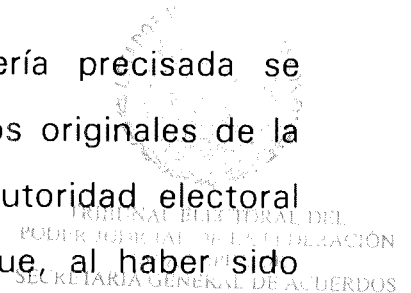 ería precisada se
os originales de la
utoridad electoral
TRIBUNAL ELECTORAL DEL
PODER JUDICIAL DE LA FEDERACIÓN
ue, al haber sido
SECRETARÍA GENERAL DE ACUERDOS